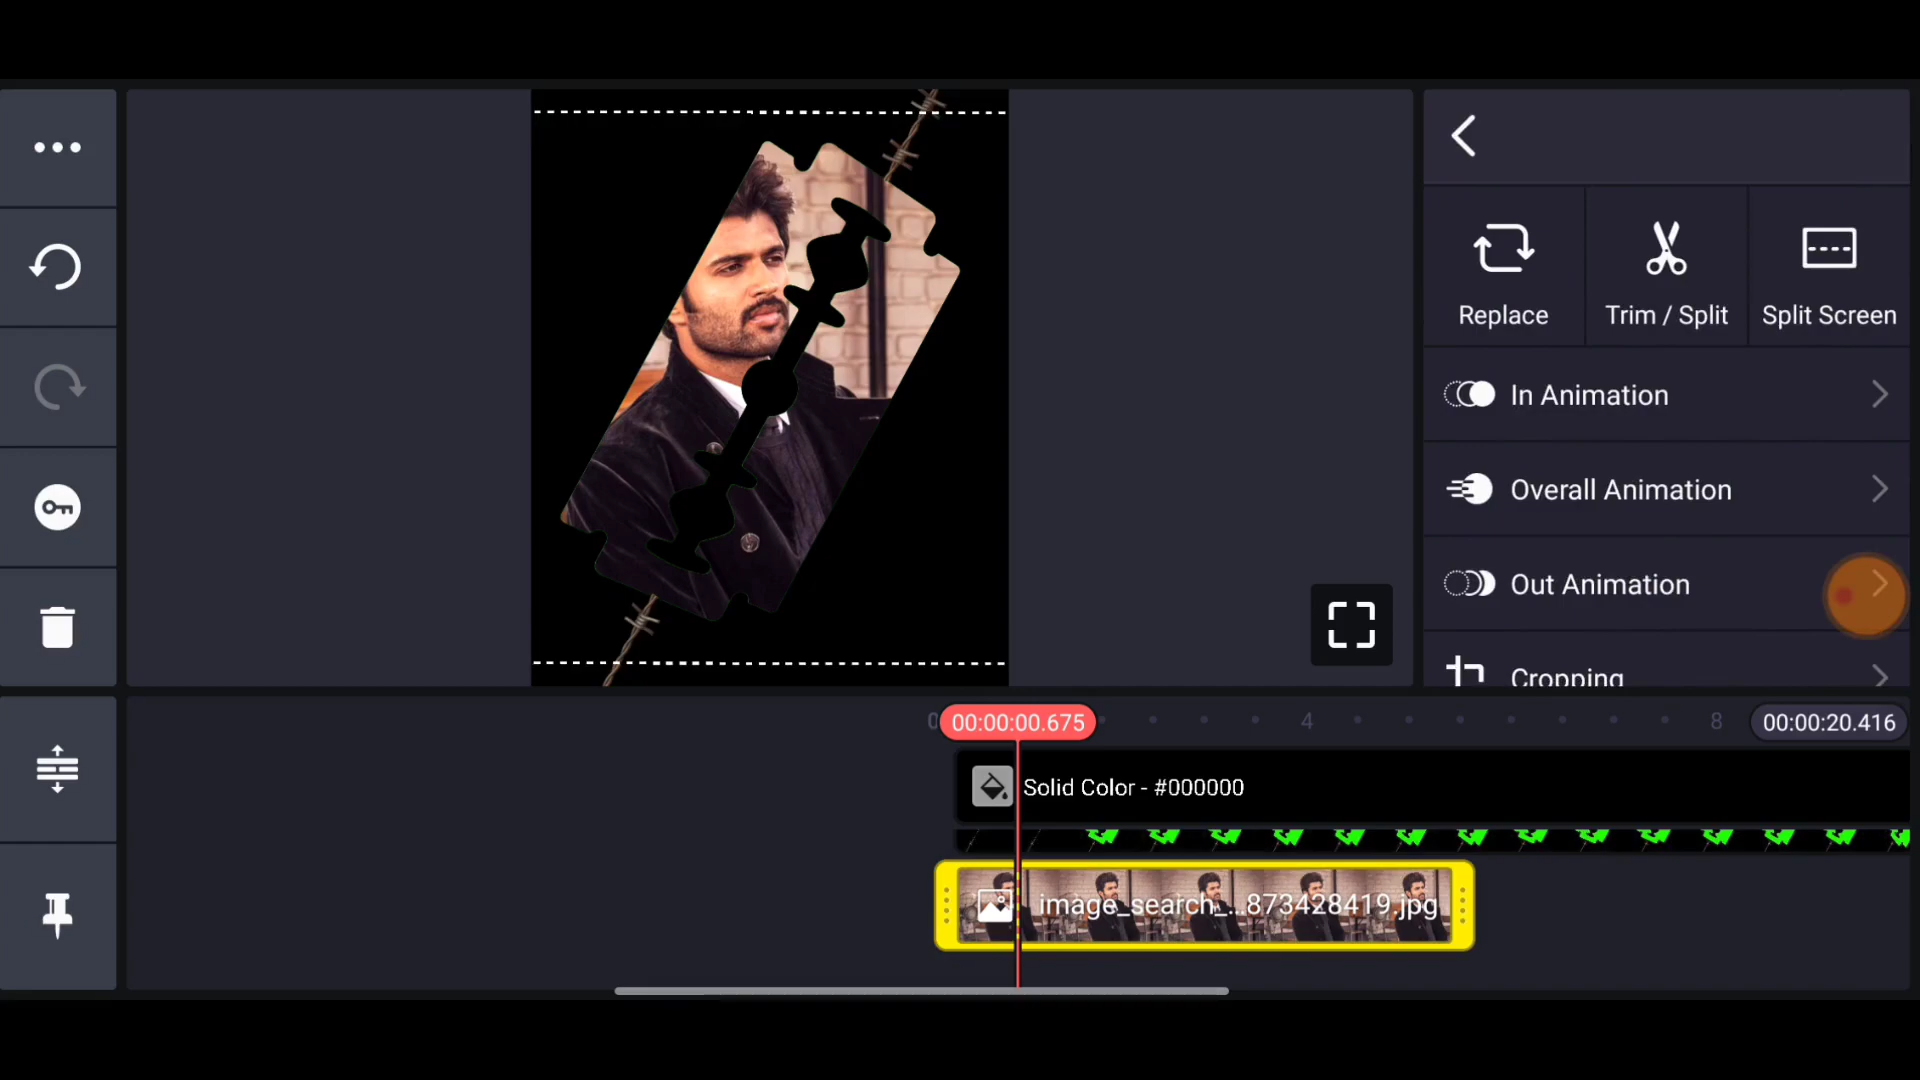 Replace
Trim / Split
Split Screen
In Animation
Overall Animation
Out Animation
Cropping
0
00:00:00.675
4
8
00:00:20.416
Solid Color - #000000
image_search_...873428419.jpg